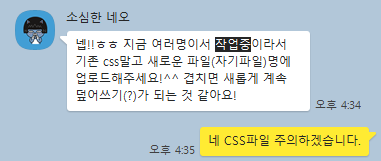 소심한 네오
넵!!ㅎㅎ 지금 여러명이서 작업중이라서
기존 css말고 새로운 파일(자기파일)명에
업로드해주세요!^^ 겹치면 새롭게 계속
덮어쓰기(?)가 되는 것 같아요!
오후 4:34
네 CSS파일 주의하겠습니다.
오후 4:35